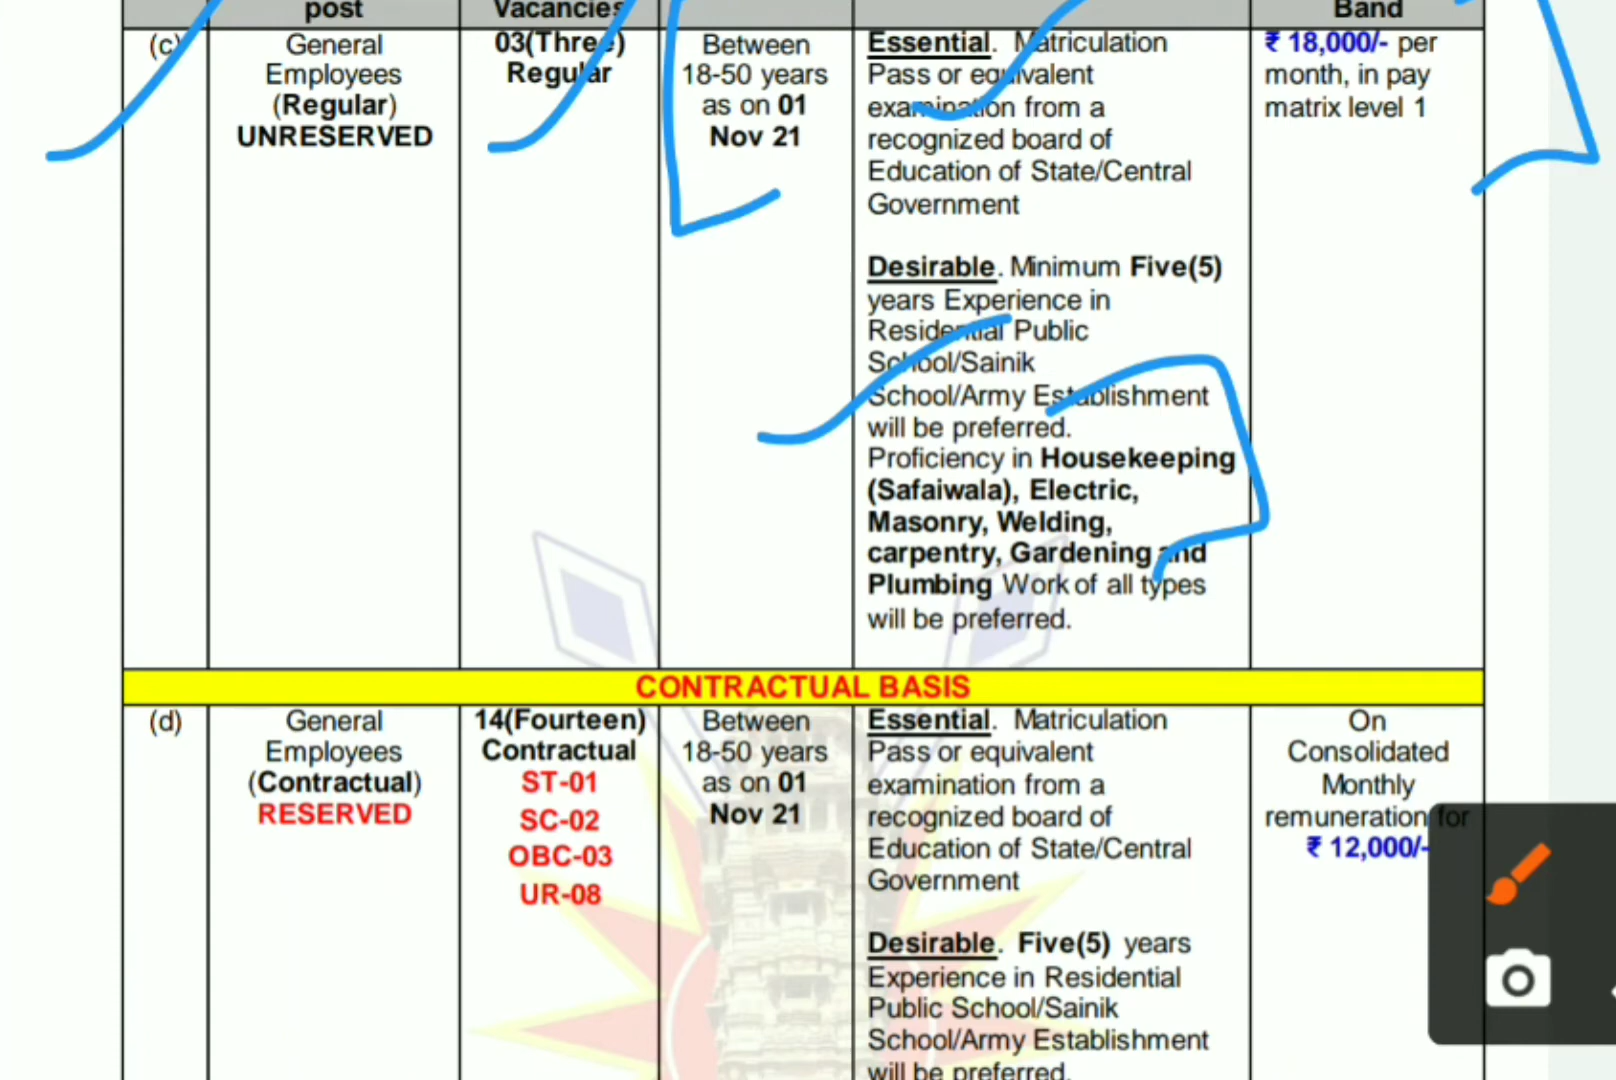 post
Vacancies
Band
(c)
General
Employees
(Regular)
UNRESERVED
03(Three)
Regular
Between
18-50 years
as on 01
Nov 21
Essential. Matriculation
Pass or equivalent
examination from a
recognized board of
Education of State/Central
Government
Desirable. Minimum Five(5)
years Experience in
Residential Public
School/Sainik
School/Army Establishment
will be preferred.
Proficiency in Housekeeping
(Safaiwala), Electric,
Masonry, Welding,
carpentry, Gardening and
Plumbing Work of all types
will be preferred.
₹ 18,000/- per
month, in pay
matrix level 1
CONTRACTUAL BASIS
(d)
General
Employees
(Contractual)
RESERVED
14(Fourteen)
Contractual
ST-01
SC-02
OBC-03
UR-08
Between
18-50 years
as on 01
Nov 21
Essential. Matriculation
Pass or equivalent
examination from a
recognized board of
Education of State/Central
Government
Desirable. Five(5) years
Experience in Residential
Public School/Sainik
School/Army Establishment
will be preferred.
On
Consolidated
Monthly
remuneration for
₹ 12,000/-